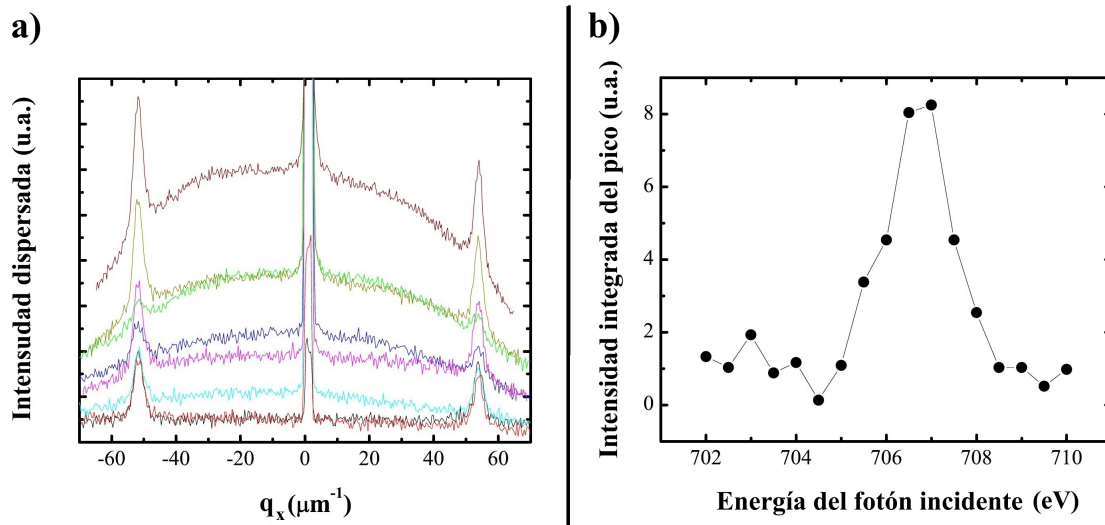 a)
Intensudad dispersada (u.a.)
-60 -40 -20 0 20 40 60
qx(μm-1)
b)
Intensidad integrada del pico (u.a.)
8
6
4
2
0
702 704 706 708 710
Energía del fotón incidente (eV)